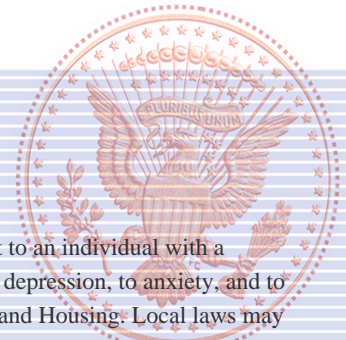 PLURIBUS UNUM
t to an individual with a
depression, to anxiety, and to
and Housing. Local laws may